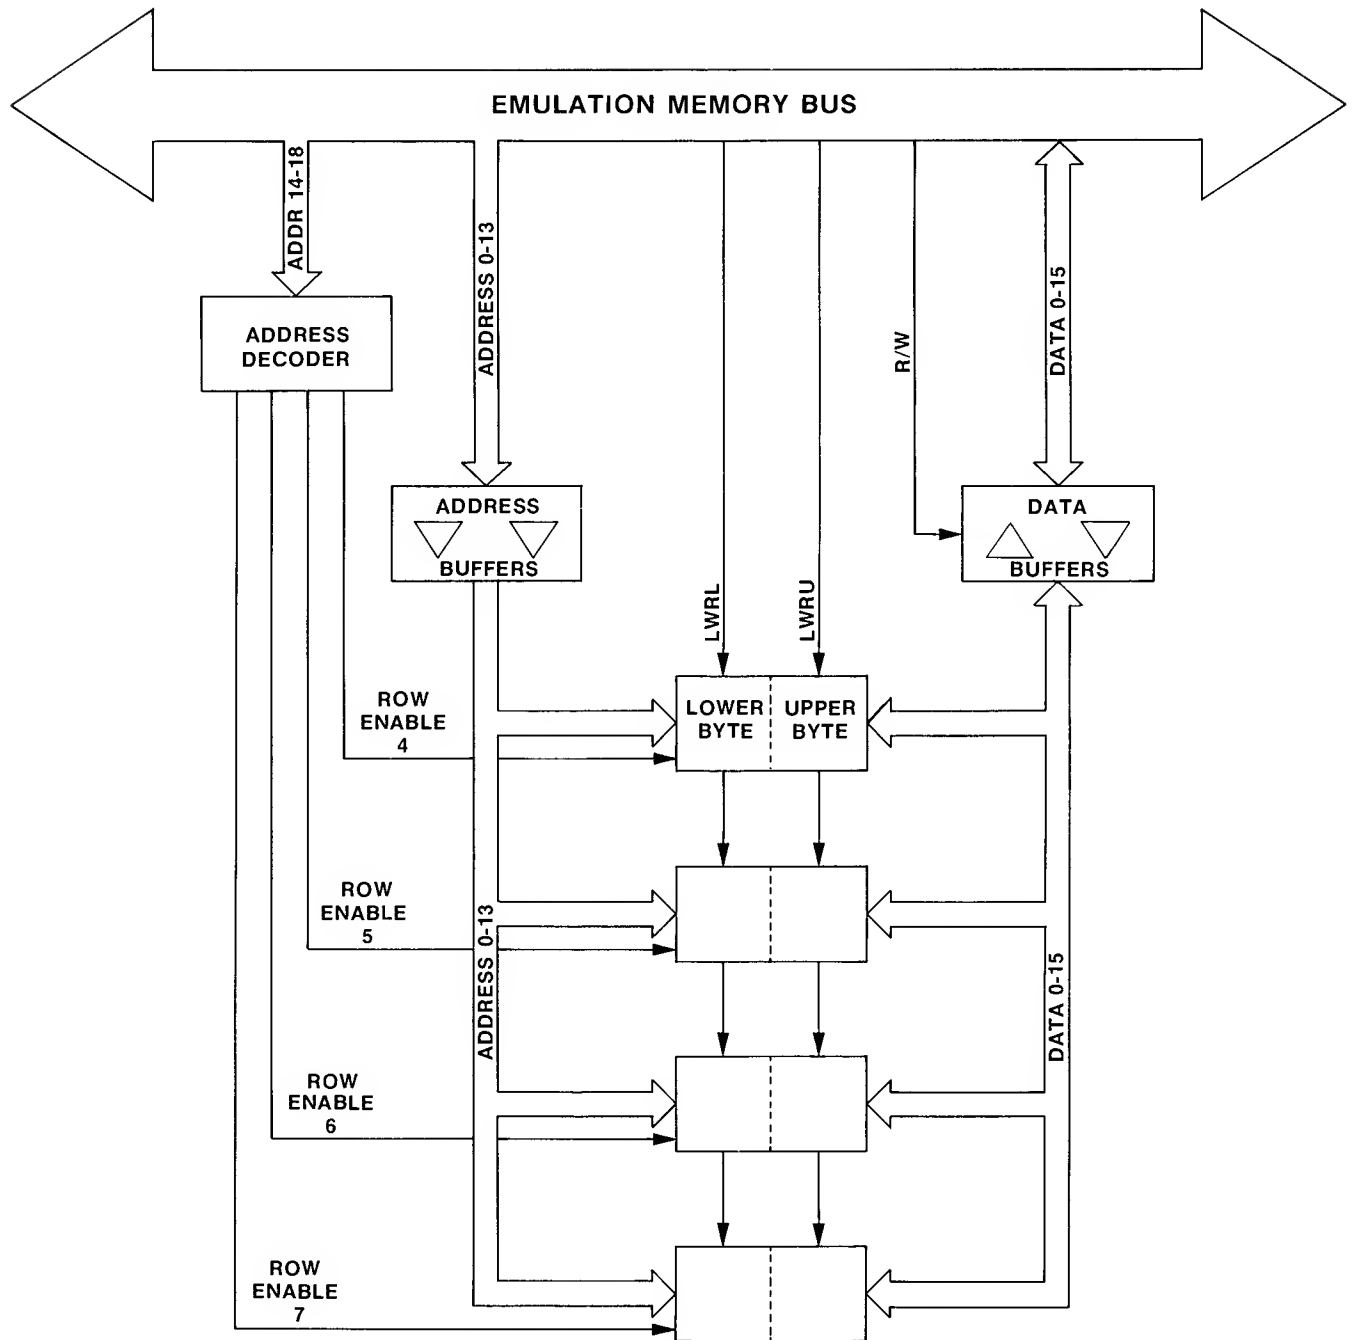 EMULATION MEMORY BUS
ADDR 14-18
ADDRESS 0-13
R/W
DATA 0-15
ADDRESS
DECODER
ADDRESS
BUFFERS
DATA
BUFFERS
LWRL
LWRU
ROW
ENABLE
4
LOWER
BYTE
UPPER
BYTE
ROW
ENABLE
5
ADDRESS 0-13
DATA 0-15
ROW
ENABLE
6
ROW
ENABLE
7